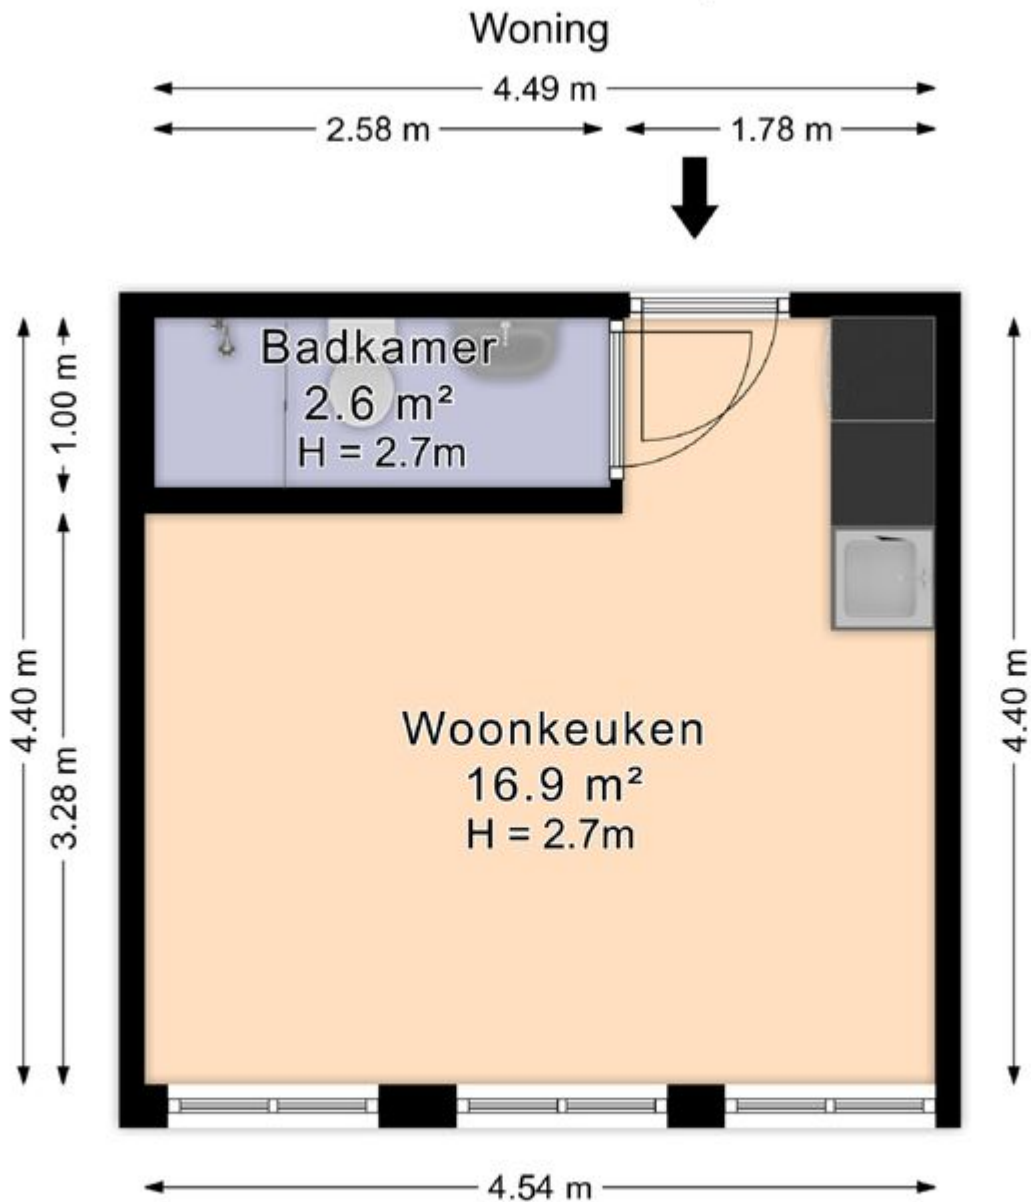 Woning
4.49 m
2.58 m
1.78 m
Badkamer
2.6 m²
H = 2.7m
1.00 m
4.40 m
3.28 m
4.40 m
Woonkeuken
16.9 m²
H = 2.7m
4.54 m